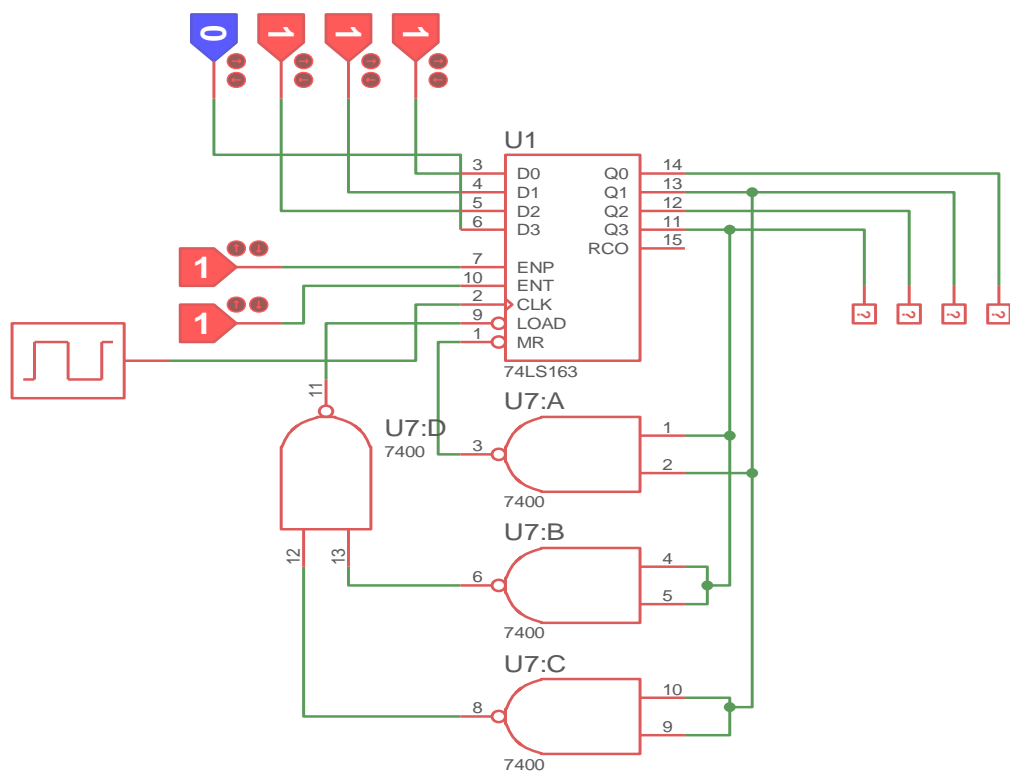 0 1 1 1
U1
3 D0 Q0 14
4 D1 Q1 13
5 D2 Q2 12
6 D3 Q3 11
RCO 15
1 7 ENP
10 ENT
1 2 CLK
9 LOAD
1 MR
? ? ? ?
74LS163
11
U7:A
U7:D
7400
1
3
2
7400
U7:B
12 13
4
6
5
7400
U7:C
10
8
9
7400